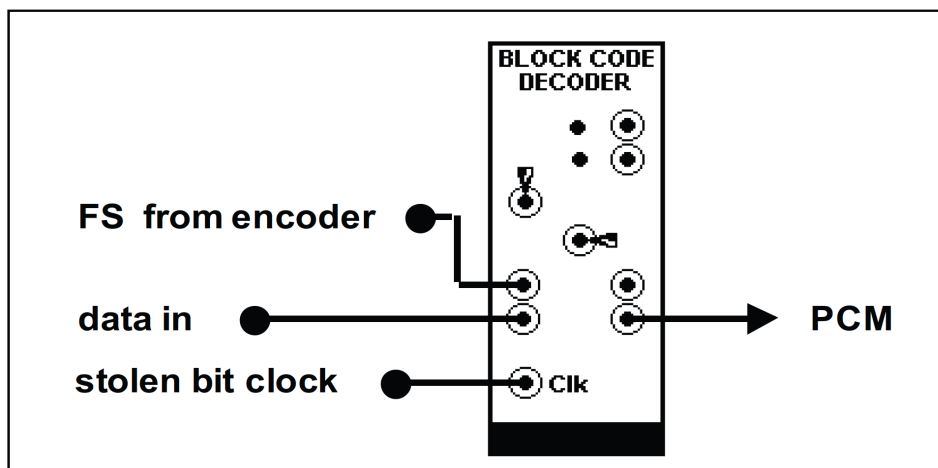 BLOCK CODE
DECODER
FS from encoder
data in
PCM
stolen bit clock
Clk